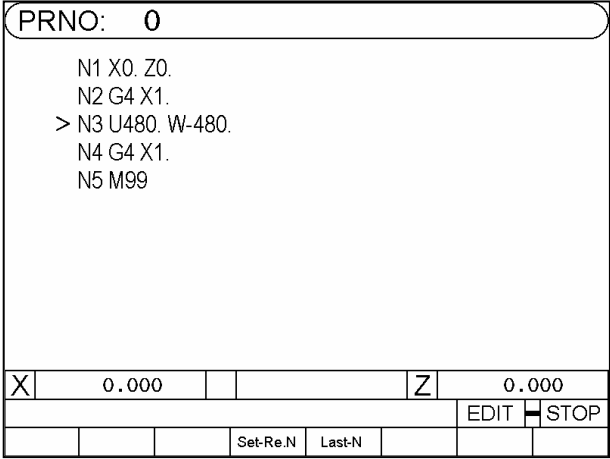 PRNO: 0
N1 X0. Z0.
N2 G4 X1.
> N3 U480. W-480.
N4 G4 X1.
N5 M99
X 0.000 Z 0.000
EDIT STOP
Set-Re.N Last-N